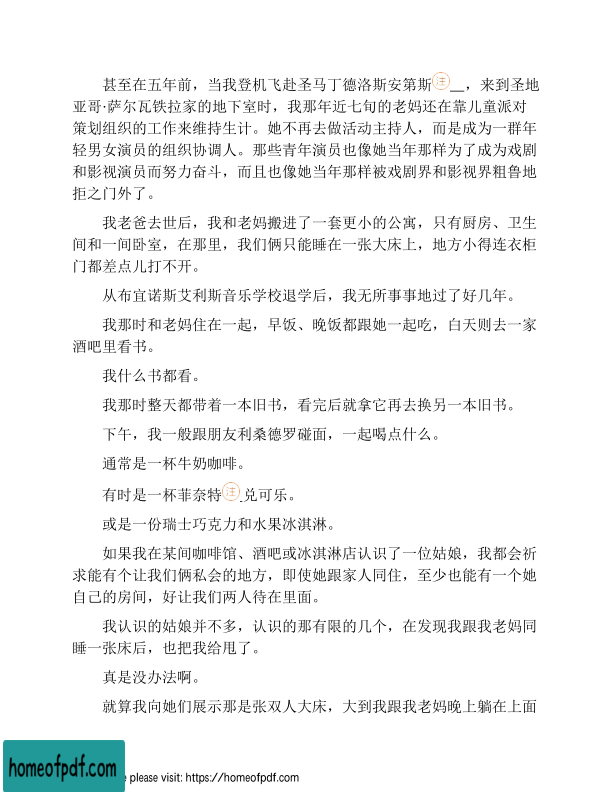 甚至在五年前，当我登机飞赴圣马丁德洛斯安第斯注 ，来到圣地
亚哥·萨尔瓦铁拉家的地下室时，我那年近七旬的老妈还在靠儿童派对
策划组织的工作来维持生计。她不再去做活动主持人，而是成为一群年
轻男女演员的组织协调人。那些青年演员也像她当年那样为了成为戏剧
和影视演员而努力奋斗，而且也像她当年那样被戏剧界和影视界粗鲁地
拒之门外了。
我老爸去世后，我和老妈搬进了一套更小的公寓，只有厨房、卫生
间和一间卧室，在那里，我们俩只能睡在一张大床上，地方小得连衣柜
门都差点儿打不开。
从布宜诺斯艾利斯音乐学校退学后，我无所事事地过了好几年。
我那时和老妈住在一起，早饭、晚饭都跟她一起吃，白天则去一家
酒吧里看书。
我什么书都看。
我那时整天都带着一本旧书，看完后就拿它再去换另一本旧书。
下午，我一般跟朋友利桑德罗碰面，一起喝点什么。
通常是一杯牛奶咖啡。
有时是一杯菲奈特注 兑可乐。
或是一份瑞士巧克力和水果冰淇淋。
如果我在某间咖啡馆、酒吧或冰淇淋店认识了一位姑娘，我都会祈
求能有个让我们俩私会的地方，即使她跟家人同住，至少也能有一个她
自己的房间，好让我们两人待在里面。
我认识的姑娘并不多，认识的那有限的几个，在发现我跟我老妈同
睡一张床后，也把我给甩了。
真是没办法啊。
就算我向她们展示那是张双人大床，大到我跟我老妈晚上躺在上面
homeofpdf.com
e please visit: https://homeofpdf.com